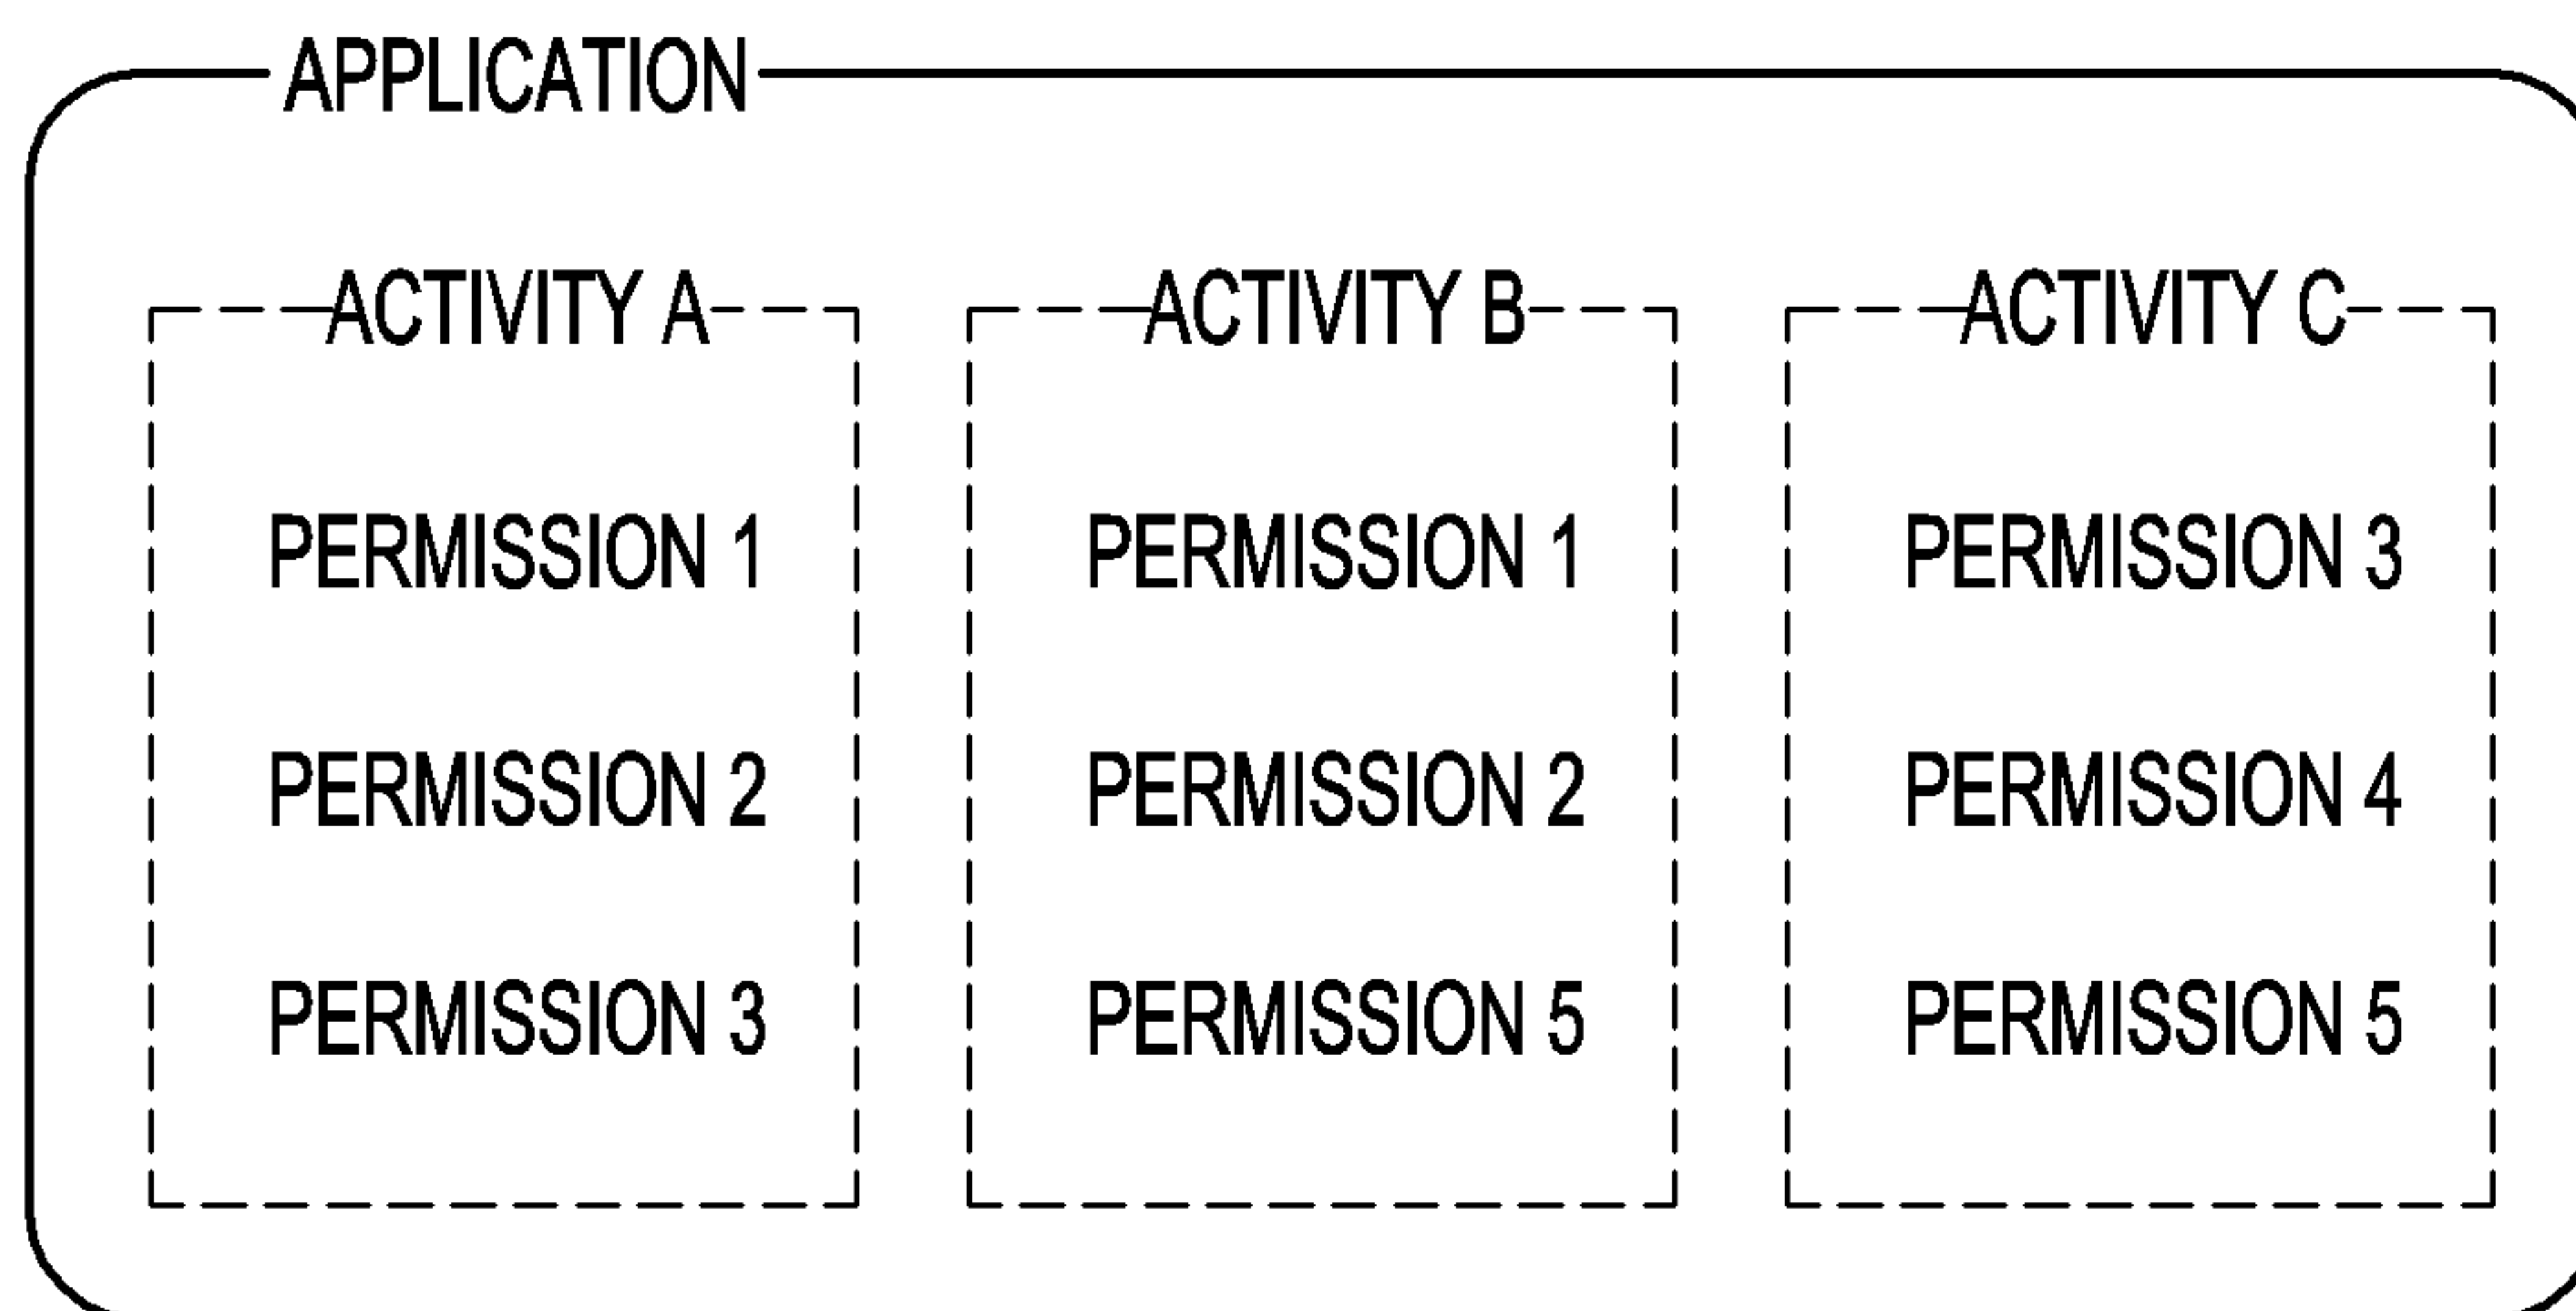 APPLICATION
ACTIVITY A
PERMISSION 1
PERMISSION 2
PERMISSION 3
ACTIVITY B
PERMISSION 1
PERMISSION 2
PERMISSION 5
ACTIVITY C
PERMISSION 3
PERMISSION 4
PERMISSION 5